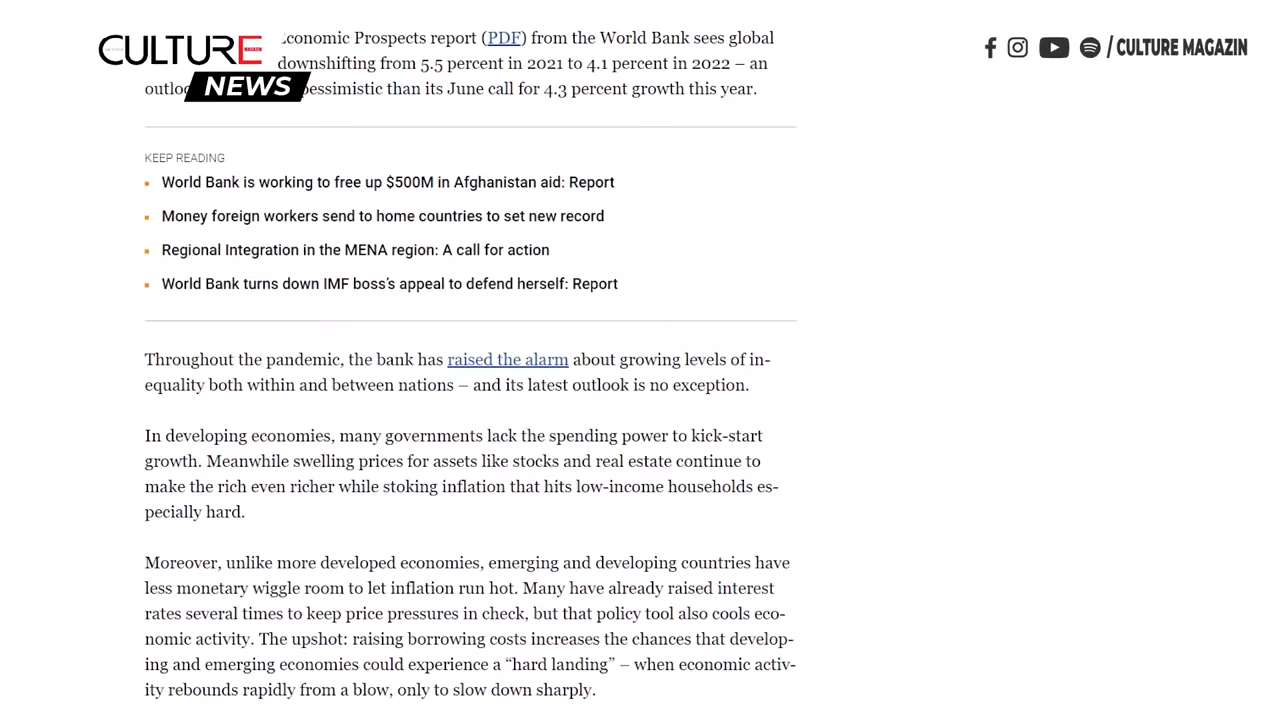 CULTURE
NEWS
/ CULTURE MAGAZIN
Economic Prospects report (PDF) from the World Bank sees global
downshifting from 5.5 percent in 2021 to 4.1 percent in 2022 – an
than its June call for 4.3 percent growth this year.
KEEP READING
World Bank is working to free up $500M in Afghanistan aid: Report
Money foreign workers send to home countries to set new record
Regional Integration in the MENA region: A call for action
World Bank turns down IMF boss’s appeal to defend herself: Report
Throughout the pandemic, the bank has raised the alarm about growing levels of in-
equality both within and between nations – and its latest outlook is no exception.
In developing economies, many governments lack the spending power to kick-start
growth. Meanwhile swelling prices for assets like stocks and real estate continue to
make the rich even richer while stoking inflation that hits low-income households es-
pecially hard.
Moreover, unlike more developed economies, emerging and developing countries have
less monetary wiggle room to let inflation run hot. Many have already raised interest
rates several times to keep price pressures in check, but that policy tool also cools eco-
nomic activity. The upshot: raising borrowing costs increases the chances that develop-
ing and emerging economies could experience a “hard landing” – when economic activ-
ity rebounds rapidly from a blow, only to slow down sharply.